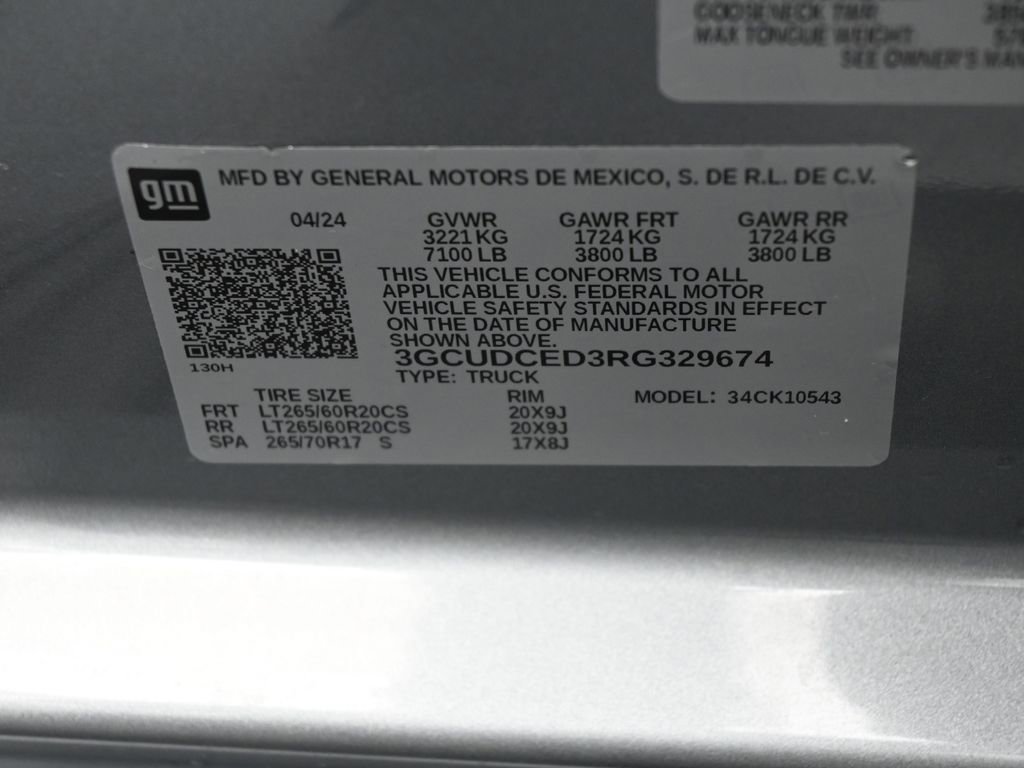 GOOSENECK TWR
MAX TONGUE WEIGHT
SEE OWNER'S
gm
MFD BY GENERAL MOTORS DE MEXICO, S. DE R.L. DE C.V.
04/24 GVWR GAWR FRT GAWR RR
3221 KG 1724 KG 1724 KG
7100 LB 3800 LB 3800 LB
THIS VEHICLE CONFORMS TO ALL
APPLICABLE U.S. FEDERAL MOTOR
VEHICLE SAFETY STANDARDS IN EFFECT
ON THE DATE OF MANUFACTURE
SHOWN ABOVE.
3GCUDCED3RG329674
130H
TYPE: TRUCK
TIRE SIZE RIM MODEL: 34CK10543
FRT LT265/60R20CS 20X9J
RR LT265/60R20CS 20X9J
SPA 265/70R17 S 17X8J